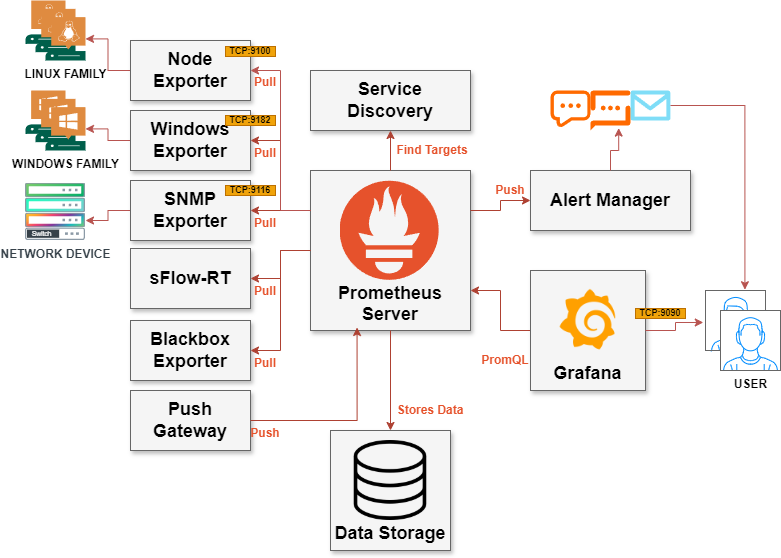 LINUX FAMILY
Node
Exporter
TCP:9100
Pull
WINDOWS FAMILY
Windows
Exporter
TCP:9182
Pull
Switch
NETWORK DEVICE
SNMP
Exporter
TCP:9116
Pull
sFlow-RT
Pull
Blackbox
Exporter
Pull
Push
Gateway
Push
Service
Discovery
Find Targets
Prometheus
Server
Stores Data
Data Storage
Push
Alert Manager
PromQL
Grafana
TCP:9090
USER